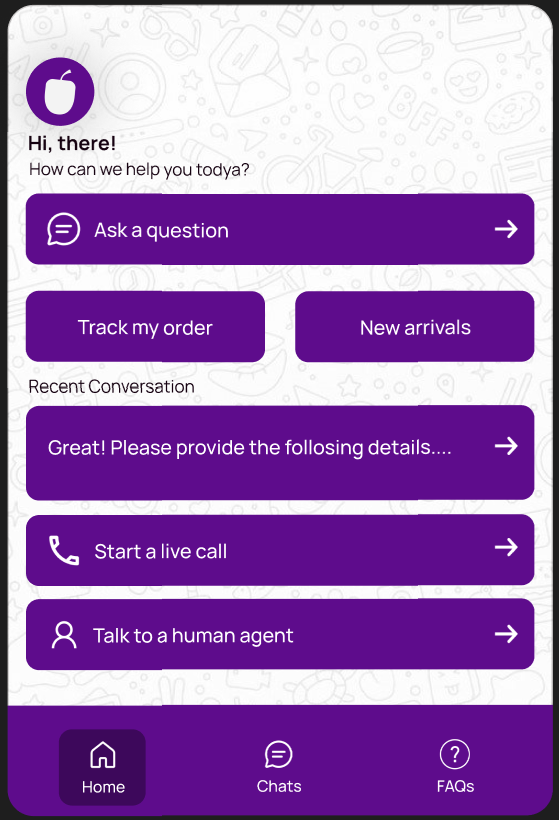 Hi, there!
How can we help you todya?
Ask a question
Track my order
New arrivals
Recent Conversation
Great! Please provide the follosing details....
Start a live call
Talk to a human agent
Home
Chats
FAQs
BFF